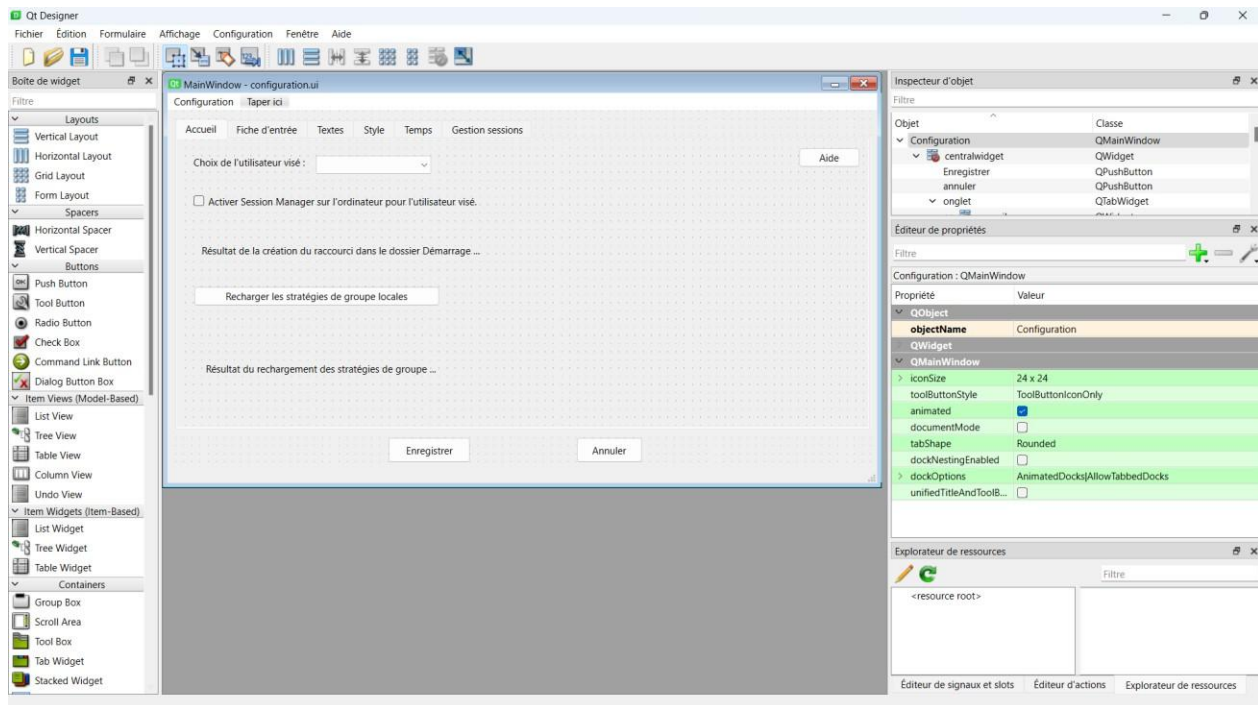 Qt Designer
Fichier Édition Formulaire Affichage Configuration Fenêtre Aide
Boite de widget
Filtre
Layouts
Vertical Layout
Horizontal Layout
Grid Layout
Form Layout
Spacers
Horizontal Spacer
Vertical Spacer
Buttons
Push Button
Tool Button
Radio Button
Check Box
Command Link Button
Dialog Button Box
Item Views (Model-Based)
List View
Tree View
Table View
Column View
Undo View
Item Widgets (Item-Based)
List Widget
Tree Widget
Table Widget
Containers
Group Box
Scroll Area
Tool Box
Tab Widget
Stacked Widget
MainWindow - configuration.ui
Configuration Taper ici
Accueil Fiche d'entrée Textes Style Temps Gestion sessions
Choix de l'utilisateur visé :
Aide
Activer Session Manager sur l'ordinateur pour l'utilisateur visé.
Résultat de la création du raccourci dans le dossier Démarrage ...
Recharger les stratégies de groupe locales
Résultat du rechargement des stratégies de groupe ...
Enregistrer Annuler
Inspecteur d'objet
Filtre
Objet Classe
Configuration QMainWindow
centralwidget QWidget
Enregistrer QPushButton
annuler QPushButton
onglet QTabWidget
Éditeur de propriétés
Filtre
Configuration : QMainWindow
Propriété Valeur
QObject
objectName Configuration
QWidget
QMainWindow
iconSize 24 x 24
toolButtonStyle ToolButtonIconOnly
animated
documentMode
tabShape Rounded
dockNestingEnabled
dockOptions AnimatedDocks|AllowTabbedDocks
unifiedTitleAndToolB...
Explorateur de ressources
Filtre
<resource root>
Éditeur de signaux et slots Éditeur d'actions Explorateur de ressources